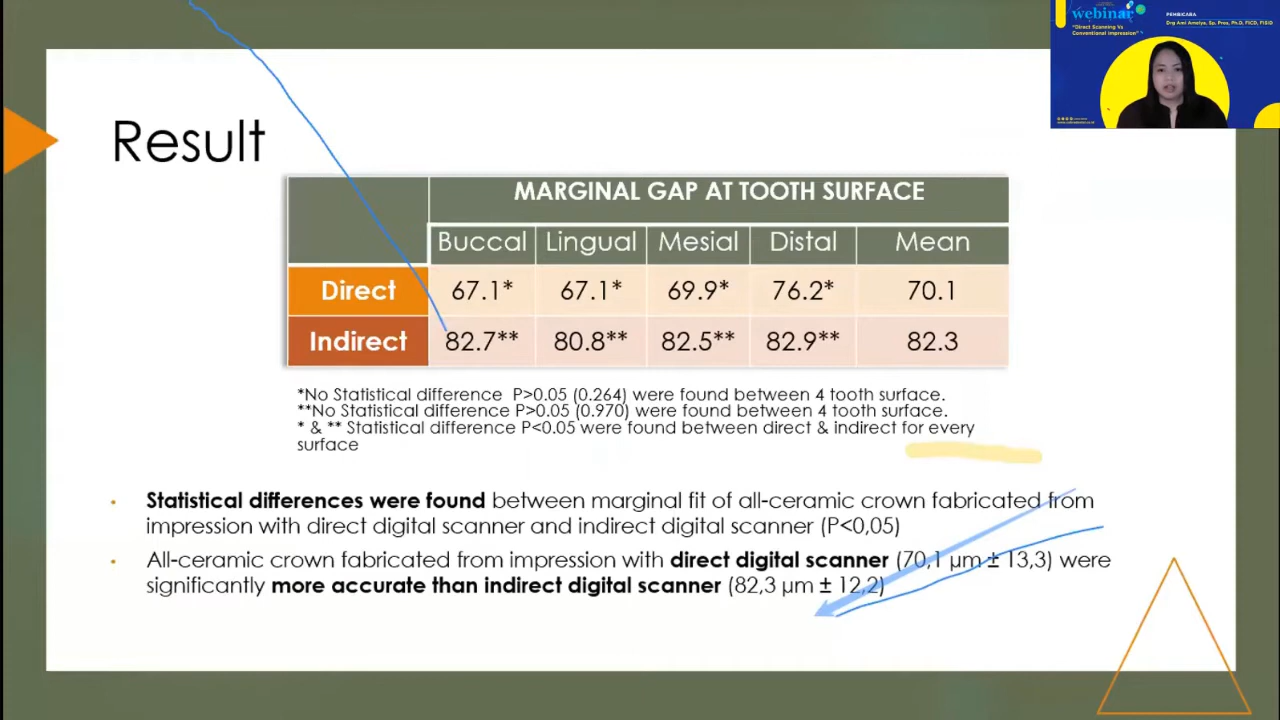 webinar
"Direct Scanning Vs
Conventional Impression"
PEMBICARA
Drg Ami Amelya, Sp. Pros, Ph.D, FICD, FISID
Result
MARGINAL GAP AT TOOTH SURFACE
Buccal Lingual Mesial Distal Mean
Direct 67.1* 67.1* 69.9* 76.2* 70.1
Indirect 82.7** 80.8** 82.5** 82.9** 82.3
*No Statistical difference P>0.05 (0.264) were found between 4 tooth surface.
**No Statistical difference P>0.05 (0.970) were found between 4 tooth surface.
* & ** Statistical difference P<0.05 were found between direct & indirect for every
surface
• Statistical differences were found between marginal fit of all-ceramic crown fabricated from
impression with direct digital scanner and indirect digital scanner (P<0,05)
• All-ceramic crown fabricated from impression with direct digital scanner (70,1 µm ± 13,3) were
significantly more accurate than indirect digital scanner (82,3 µm ± 12,2)